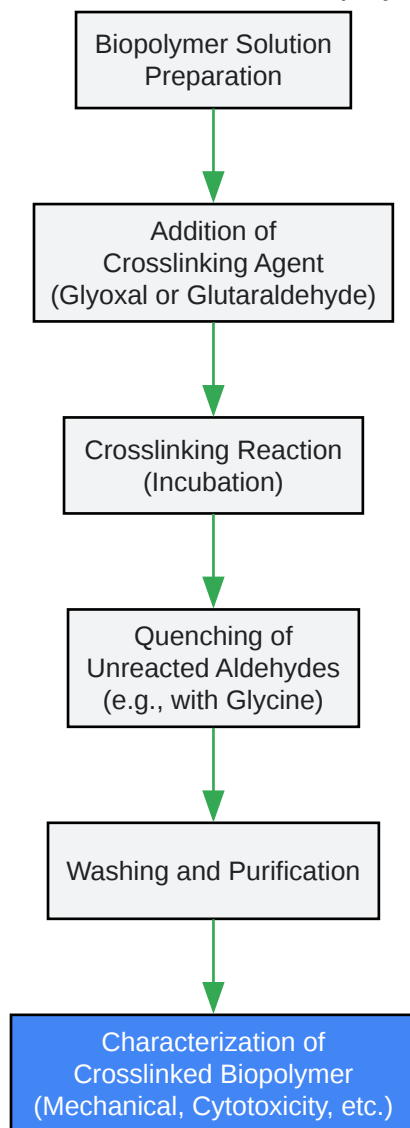 Biopolymer Solution
Preparation
Addition of
Crosslinking Agent
(Glyoxal or Glutaraldehyde)
Crosslinking Reaction
(Incubation)
Quenching of
Unreacted Aldehydes
(e.g., with Glycine)
Washing and Purification
Characterization of
Crosslinked Biopolymer
(Mechanical, Cytotoxicity, etc.)